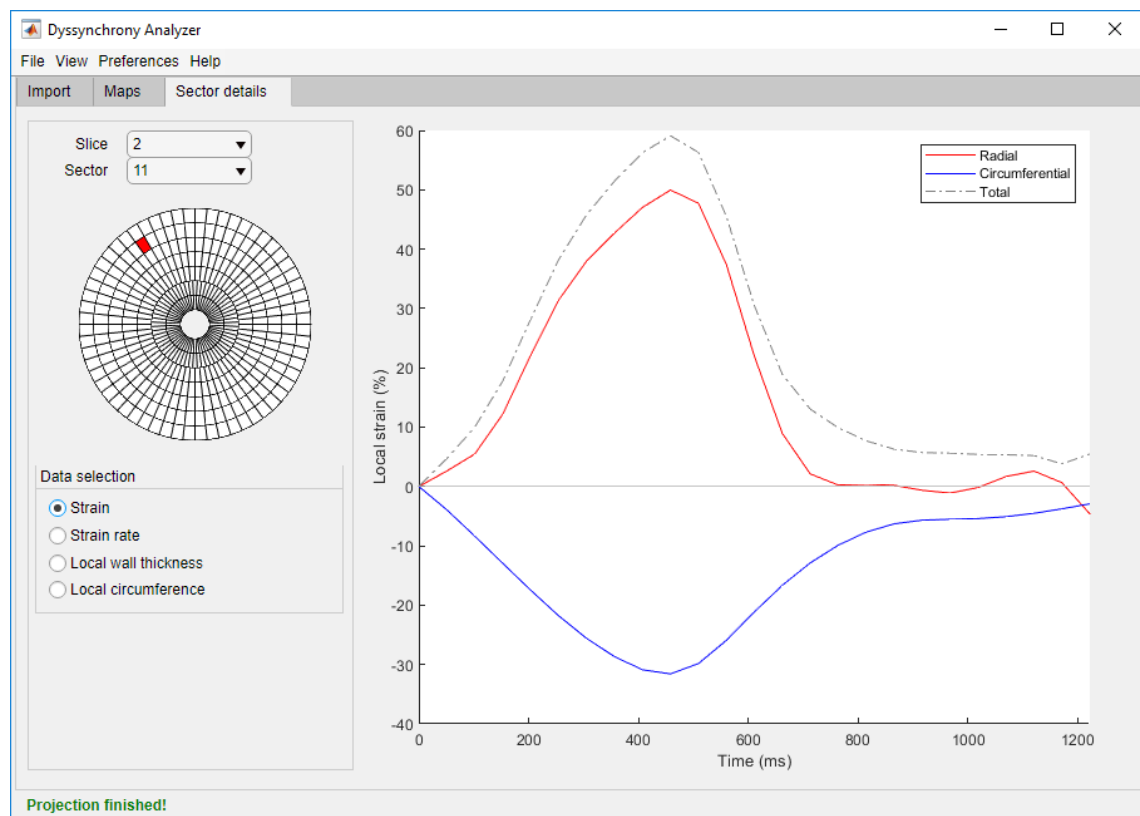 Dyssynchrony Analyzer
File View Preferences Help
Import Maps Sector details
Slice 2
Sector 11
Data selection
Strain
Strain rate
Local wall thickness
Local circumference
Local strain (%)
60
50
40
30
20
10
0
-10
-20
-30
-40
0 200 400 600 800 1000 1200
Time (ms)
Radial
Circumferential
Total
Projection finished!